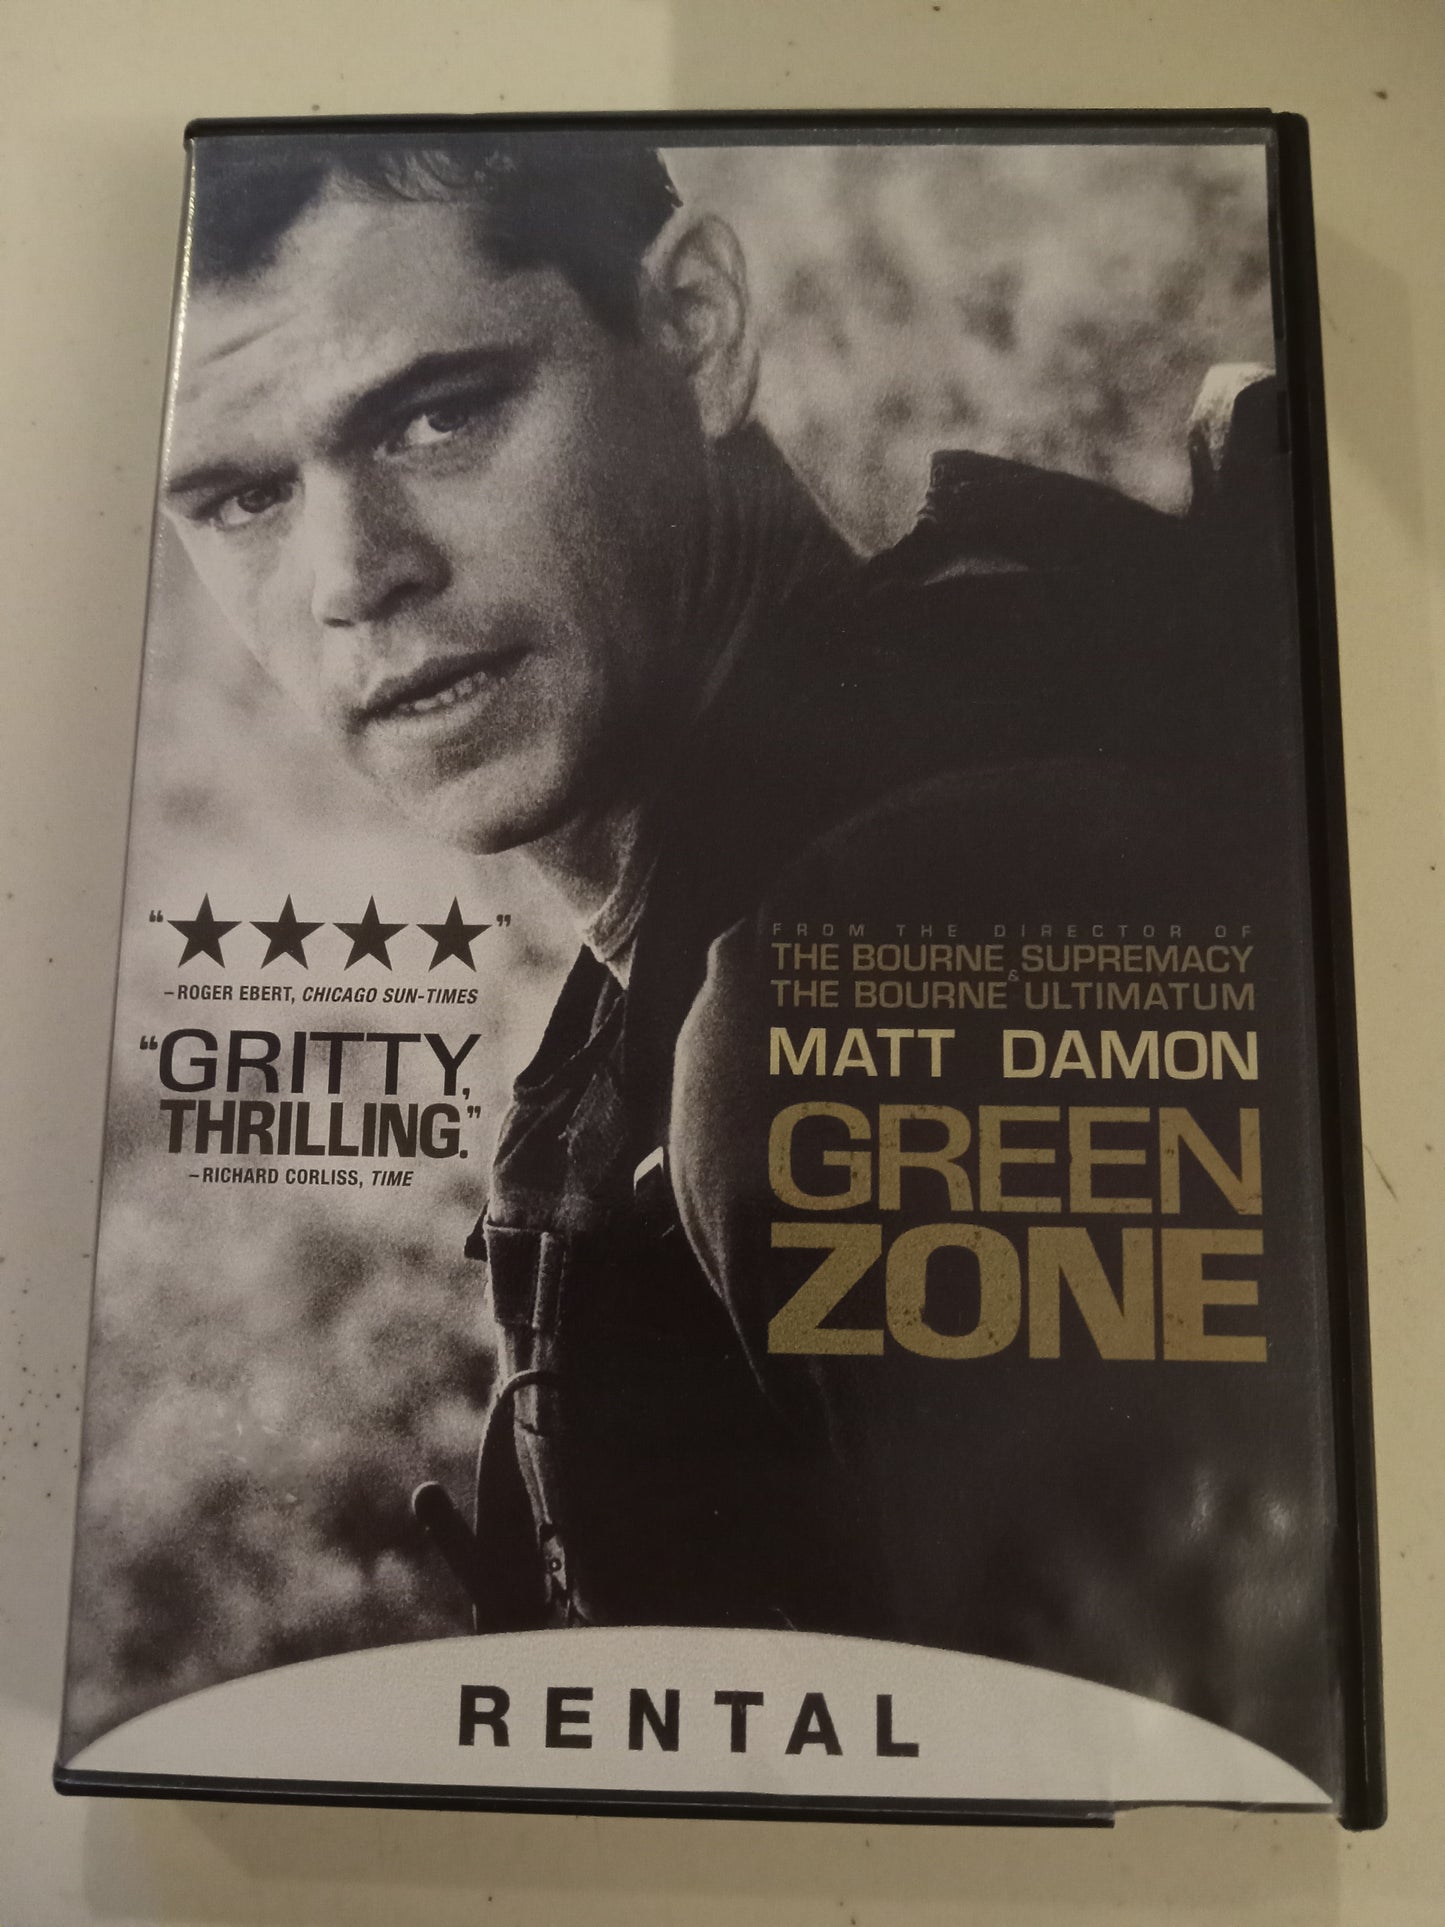 “★★★★”
–ROGER EBERT, CHICAGO SUN-TIMES
“GRITTY,
THRILLING.”
–RICHARD CORLISS, TIME
FROM THE DIRECTOR OF
THE BOURNE SUPREMACY
&
THE BOURNE ULTIMATUM
MATT DAMON
GREEN
ZONE
RENTAL